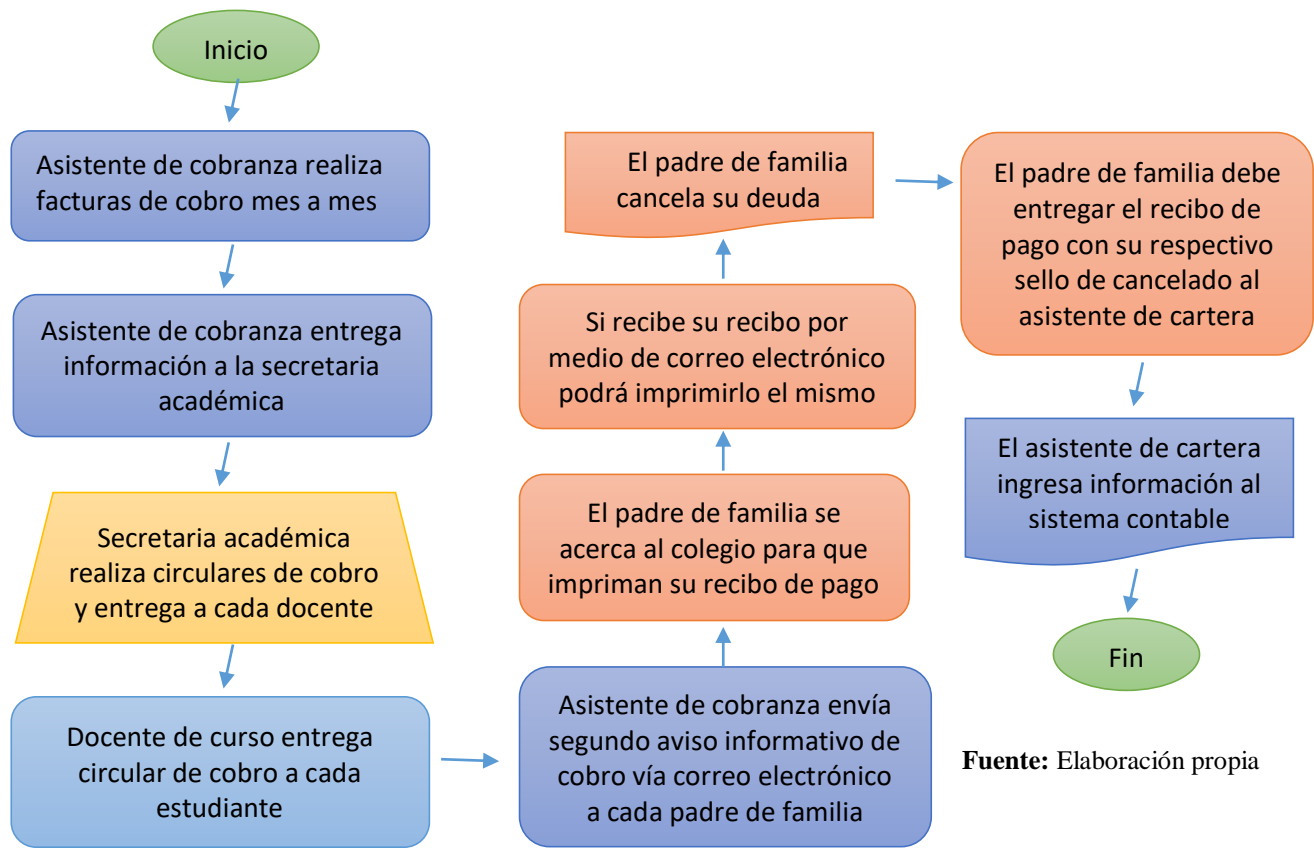 Inicio
Asistente de cobranza realiza
facturas de cobro mes a mes
Asistente de cobranza entrega
información a la secretaria
académica
Secretaria académica
realiza circulares de cobro
y entrega a cada docente
Docente de curso entrega
circular de cobro a cada
estudiante
Asistente de cobranza envía
segundo aviso informativo de
cobro vía correo electrónico
a cada padre de familia
El padre de familia se
acerca al colegio para que
impriman su recibo de pago
Si recibe su recibo por
medio de correo electrónico
podrá imprimirlo el mismo
El padre de familia
cancela su deuda
El padre de familia debe
entregar el recibo de
pago con su respectivo
sello de cancelado al
asistente de cartera
El asistente de cartera
ingresa información al
sistema contable
Fin
Fuente: Elaboración propia